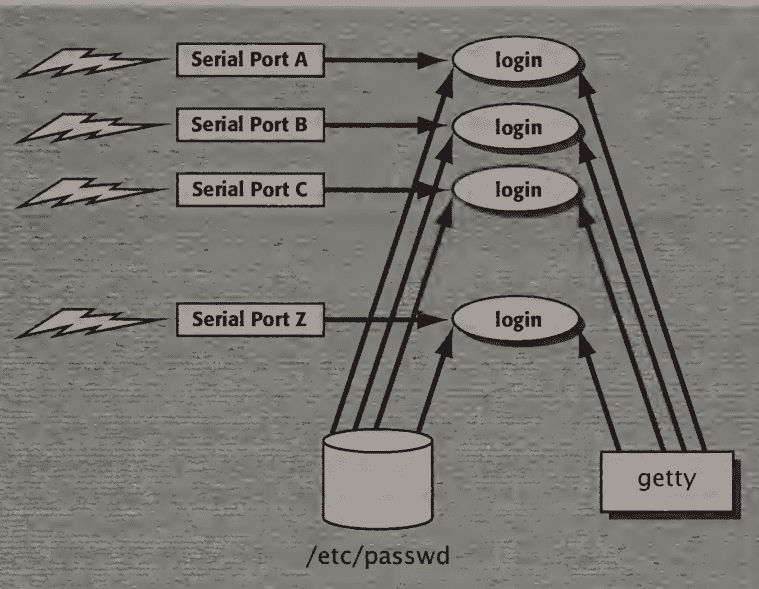 Serial Port A
login
Serial Port B
login
Serial Port C
login
Serial Port Z
login
getty
/etc/passwd